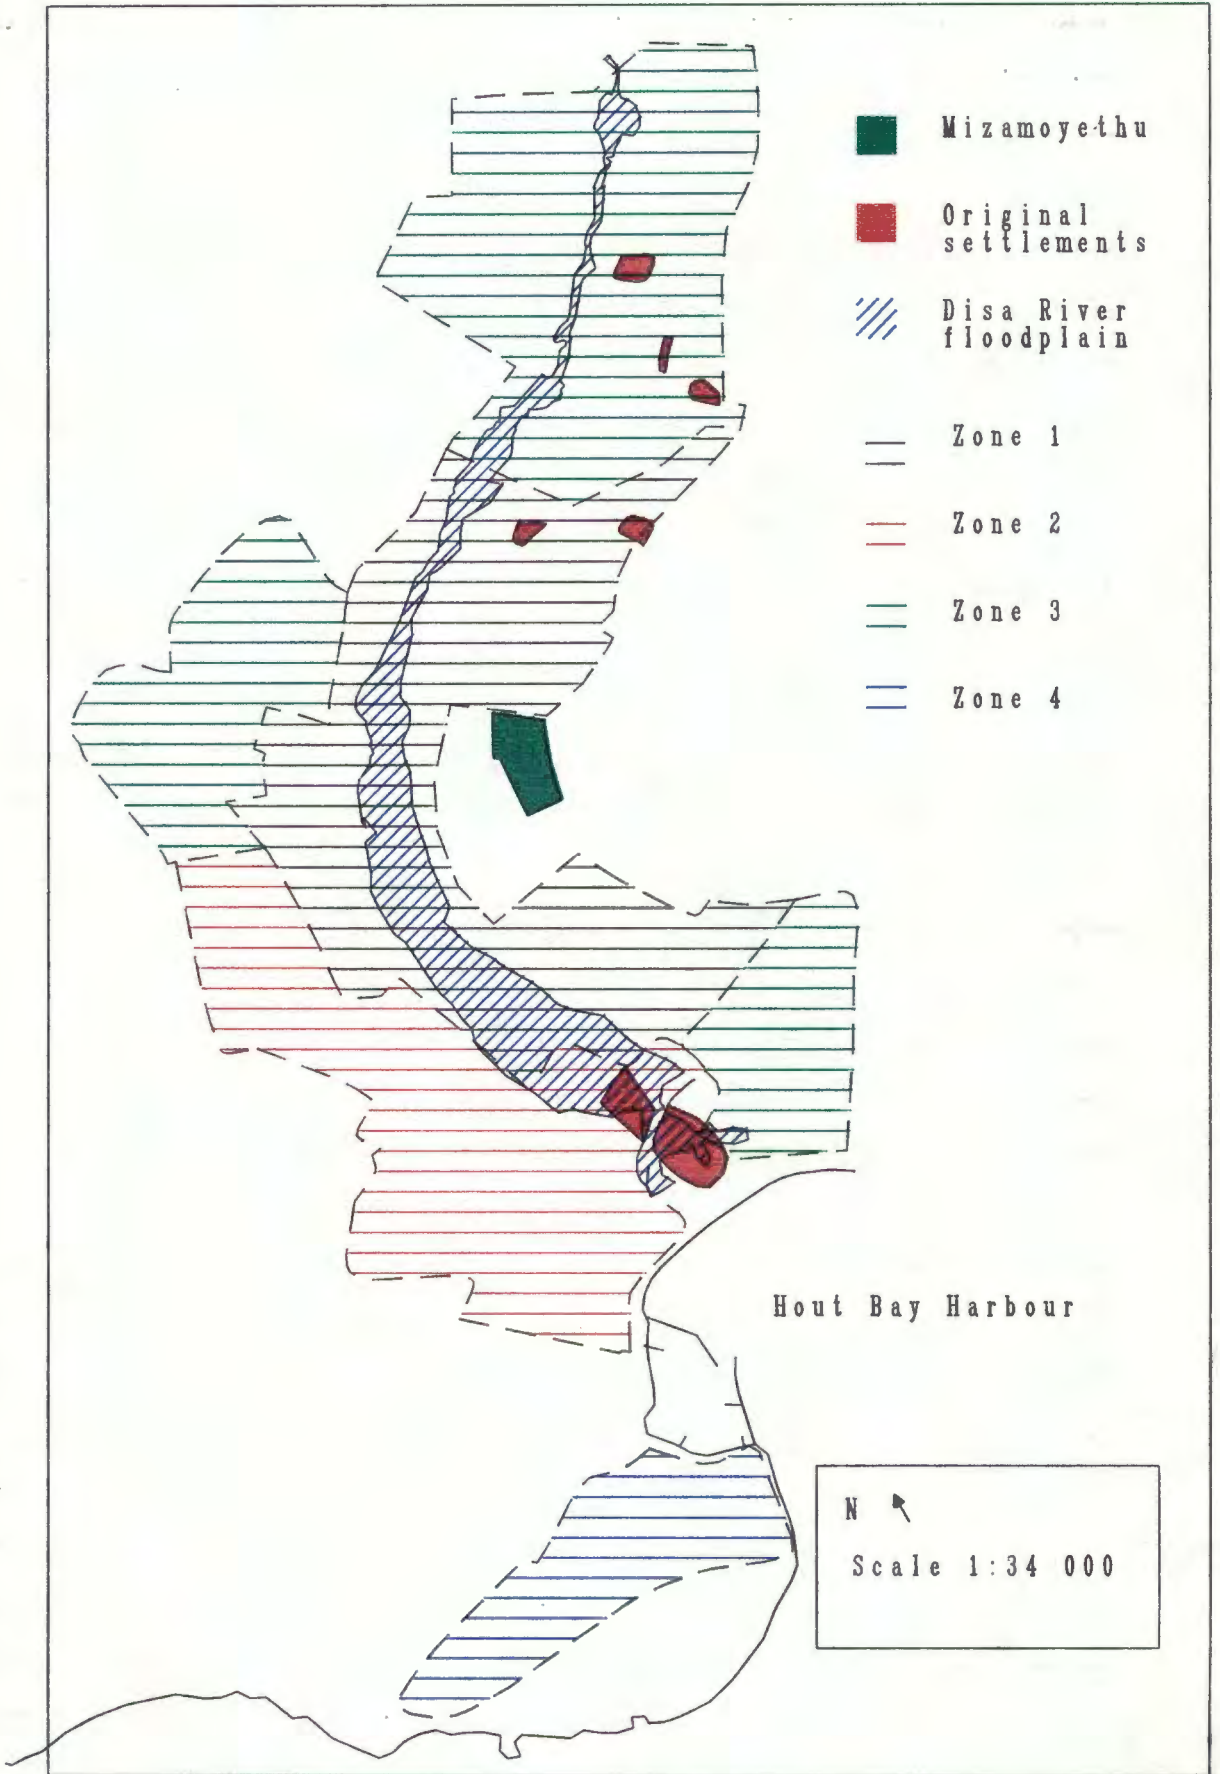 Mizamoyethu
Original
settlements
Disa River
floodplain
Zone 1
Zone 2
Zone 3
Zone 4
Hout Bay Harbour
N
Scale 1:34 000